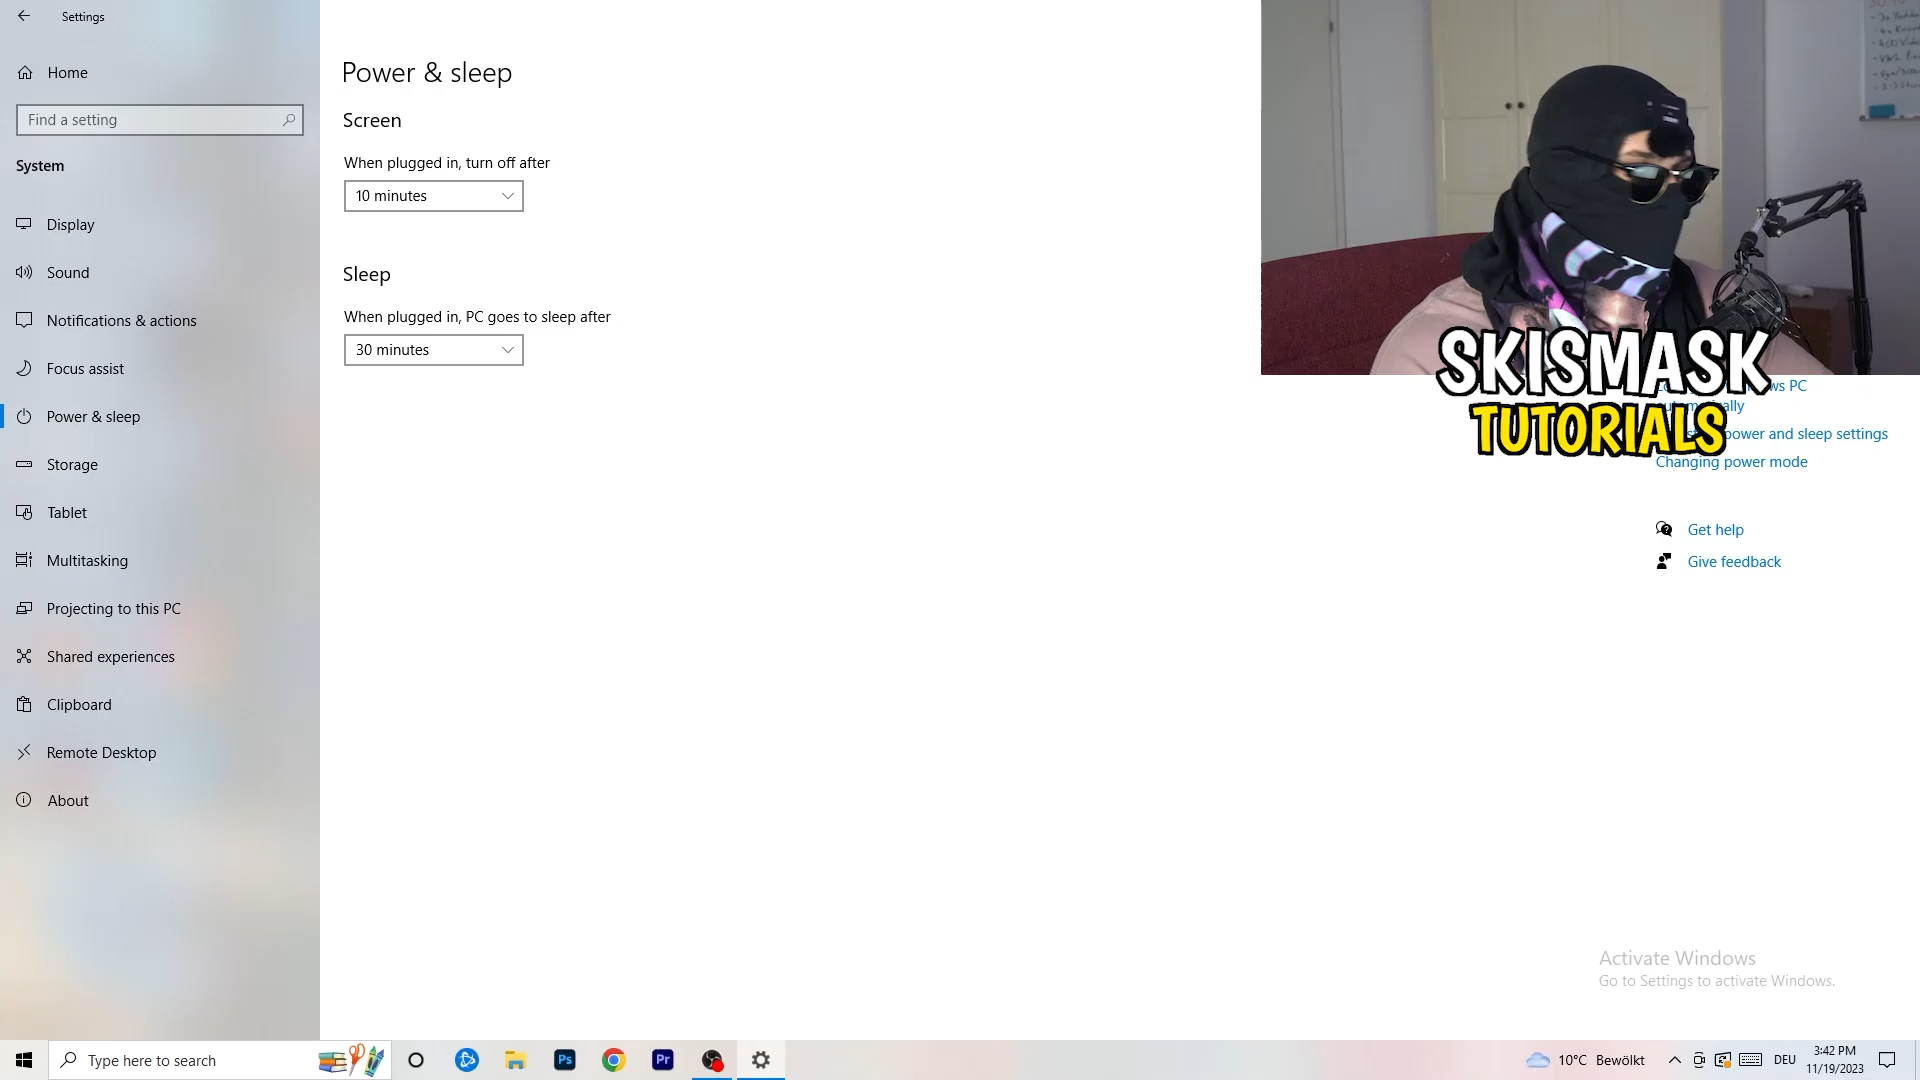 Settings
Home
Find a setting
System
Display
Sound
Notifications & actions
Focus assist
Power & sleep
Storage
Tablet
Multitasking
Projecting to this PC
Shared experiences
Clipboard
Remote Desktop
About
Power & sleep
Screen
When plugged in, turn off after
10 minutes
Sleep
When plugged in, PC goes to sleep after
30 minutes
SKISMASK
TUTORIALS
PC
power and sleep settings
Changing power mode
Get help
Give feedback
Activate Windows
Go to Settings to activate Windows.
Type here to search
Ps
Pr
10°C Bewölkt
DEU
3:42 PM
11/19/2023